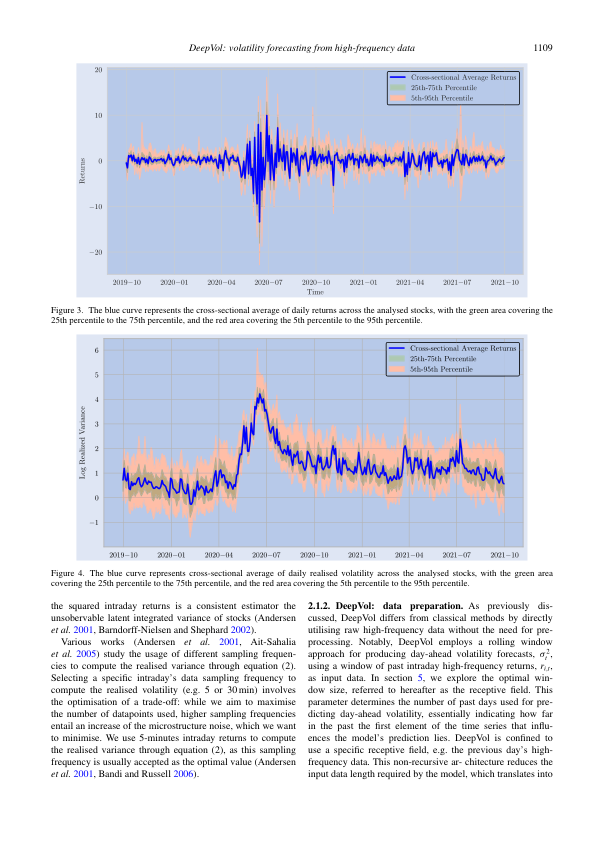 DeepVol: volatility forecasting from high-frequency data 1109
20
10
0
−10
−20
Returns
Cross-sectional Average Returns
25th-75th Percentile
5th-95th Percentile
2019−10 2020−01 2020−04 2020−07 2020−10 2021−01 2021−04 2021−07 2021−10
Time
Figure 3. The blue curve represents the cross-sectional average of daily returns across the analysed stocks, with the green area covering the
25th percentile to the 75th percentile, and the red area covering the 5th percentile to the 95th percentile.
6
5
4
3
2
1
0
−1
Log Realized Variance
Cross-sectional Average Returns
25th-75th Percentile
5th-95th Percentile
2019−10 2020−01 2020−04 2020−07 2020−10 2021−01 2021−04 2021−07 2021−10
Figure 4. The blue curve represents cross-sectional average of daily realised volatility across the analysed stocks, with the green area
covering the 25th percentile to the 75th percentile, and the red area covering the 5th percentile to the 95th percentile.
the squared intraday returns is a consistent estimator the
unobservable latent integrated variance of stocks (Andersen
et al. 2001, Barndorff-Nielsen and Shephard 2002).
Various works (Andersen et al. 2001, Ait-Sahalia
et al. 2005) study the usage of different sampling frequen-
cies to compute the realised variance through equation (2).
Selecting a specific intraday's data sampling frequency to
compute the realised volatility (e.g. 5 or 30 min) involves
the optimisation of a trade-off: while we aim to maximise
the number of datapoints used, higher sampling frequencies
entail an increase of the microstructure noise, which we want
to minimise. We use 5-minutes intraday returns to compute
the realised variance through equation (2), as this sampling
frequency is usually accepted as the optimal value (Andersen
et al. 2001, Bandi and Russell 2006).
2.1.2. DeepVol: data preparation. As previously dis-
cussed, DeepVol differs from classical methods by directly
utilising raw high-frequency data without the need for pre-
processing. Notably, DeepVol employs a rolling window
approach for producing day-ahead volatility forecasts, σ_t^2,
using a window of past intraday high-frequency returns, r_{i,t},
as input data. In section 5, we explore the optimal win-
dow size, referred to hereafter as the receptive field. This
parameter determines the number of past days used for pre-
dicting day-ahead volatility, essentially indicating how far
in the past the first element of the time series that influ-
ences the model's prediction lies. DeepVol is confined to
use a specific receptive field, e.g. the previous day's high-
frequency data. This non-recursive ar- chitecture reduces the
input data length required by the model, which translates into